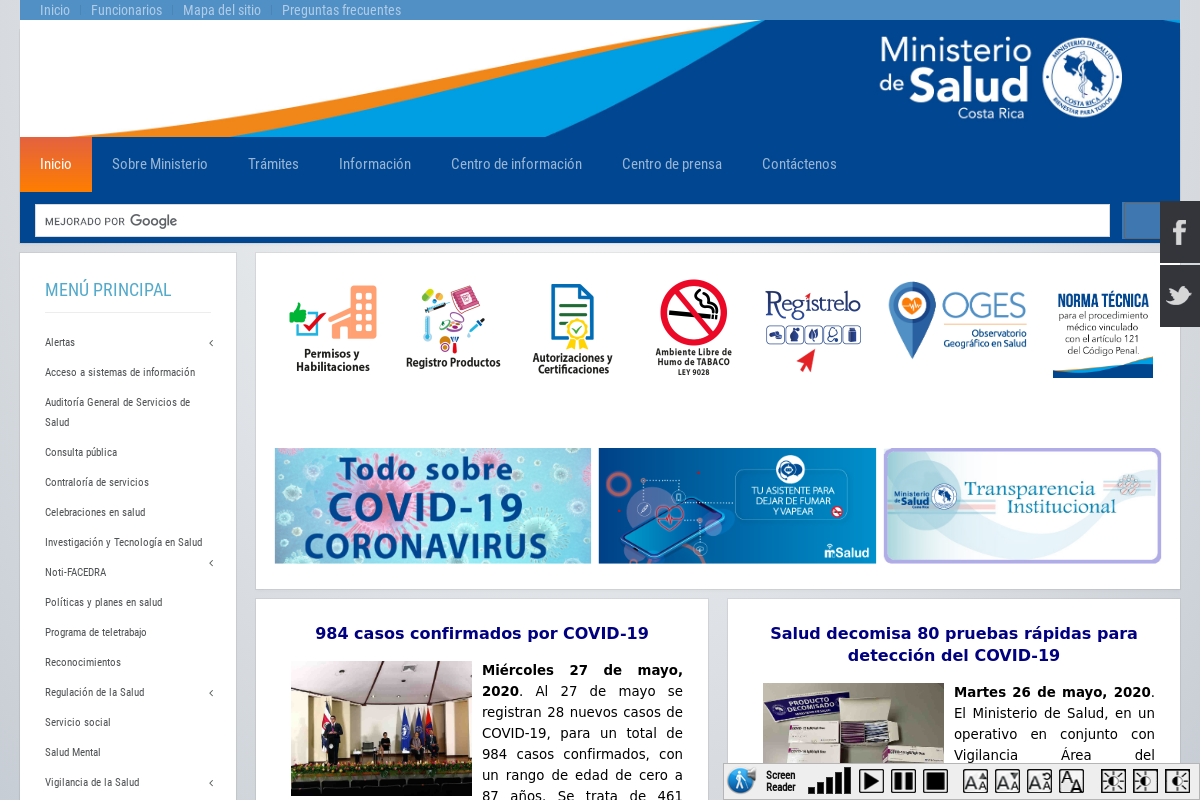 Inicio Funcionarios Mapa del sitio Preguntas frecuentes
Ministerio
de Salud
Costa Rica
MINISTERIO DE SALUD
COSTA RICA
BIENESTAR PARA TODOS
Inicio Sobre Ministerio Trámites Información Centro de información Centro de prensa Contáctenos
MEJORADO POR Google
MENÚ PRINCIPAL
Alertas
Acceso a sistemas de información
Auditoría General de Servicios de
Salud
Consulta pública
Contraloría de servicios
Celebraciones en salud
Investigación y Tecnología en Salud
Noti-FACEDRA
Políticas y planes en salud
Programa de teletrabajo
Reconocimientos
Regulación de la Salud
Servicio social
Salud Mental
Vigilancia de la Salud
Permisos y
Habilitaciones
Registro Productos
Autorizaciones y
Certificaciones
Ambiente Libre de
Humo de TABACO
LEY 9028
Regístrelo
OGES
Observatorio
Geográfico en Salud
NORMA TÉCNICA
para el procedimiento
médico vinculado
con el artículo 121
del Código Penal.
Todo sobre
COVID-19
CORONAVIRUS
TU ASISTENTE PARA
DEJAR DE FUMAR
Y VAPEAR
mSalud
Ministerio
de Salud
Costa Rica
Transparencia
Institucional
984 casos confirmados por COVID-19
Miércoles 27 de mayo,
2020. Al 27 de mayo se
registran 28 nuevos casos de
COVID-19, para un total de
984 casos confirmados, con
un rango de edad de cero a
87 años. Se trata de 461
Salud decomisa 80 pruebas rápidas para
detección del COVID-19
PRODUCTO
DECOMISADO
Martes 26 de mayo, 2020.
El Ministerio de Salud, en un
operativo en conjunto con
Vigilancia Área del
Screen
Reader